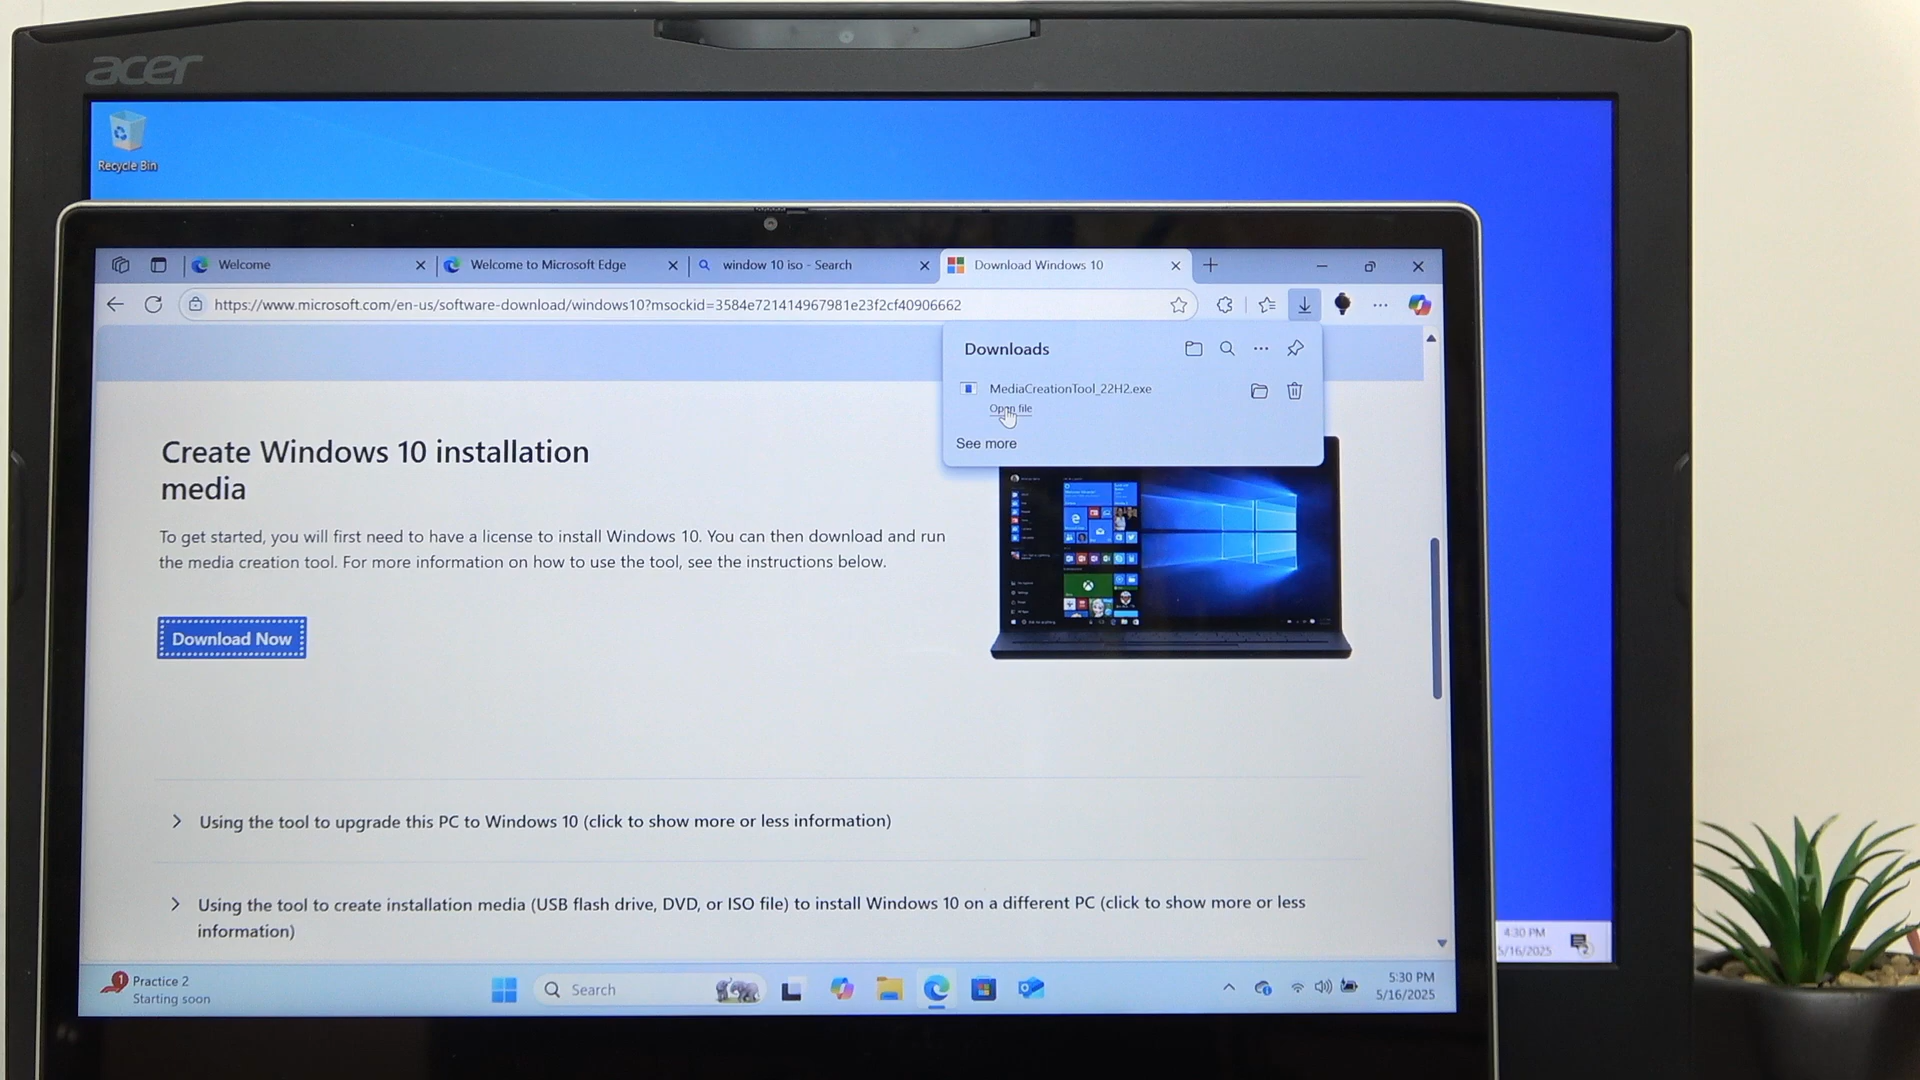 acer
Recycle Bin
Welcome
Welcome to Microsoft Edge
window 10 iso - Search
Download Windows 10
https://www.microsoft.com/en-us/software-download/windows10?msockid=3584e721414967981e23f2cf40906662
Downloads
MediaCreationTool_22H2.exe
Open file
See more
Create Windows 10 installation
media
To get started, you will first need to have a license to install Windows 10. You can then download and run
the media creation tool. For more information on how to use the tool, see the instructions below.
Download Now
Using the tool to upgrade this PC to Windows 10 (click to show more or less information)
Using the tool to create installation media (USB flash drive, DVD, or ISO file) to install Windows 10 on a different PC (click to show more or less
information)
4:30 PM
5/16/2025
1
Practice 2
Starting soon
Search
5:30 PM
5/16/2025